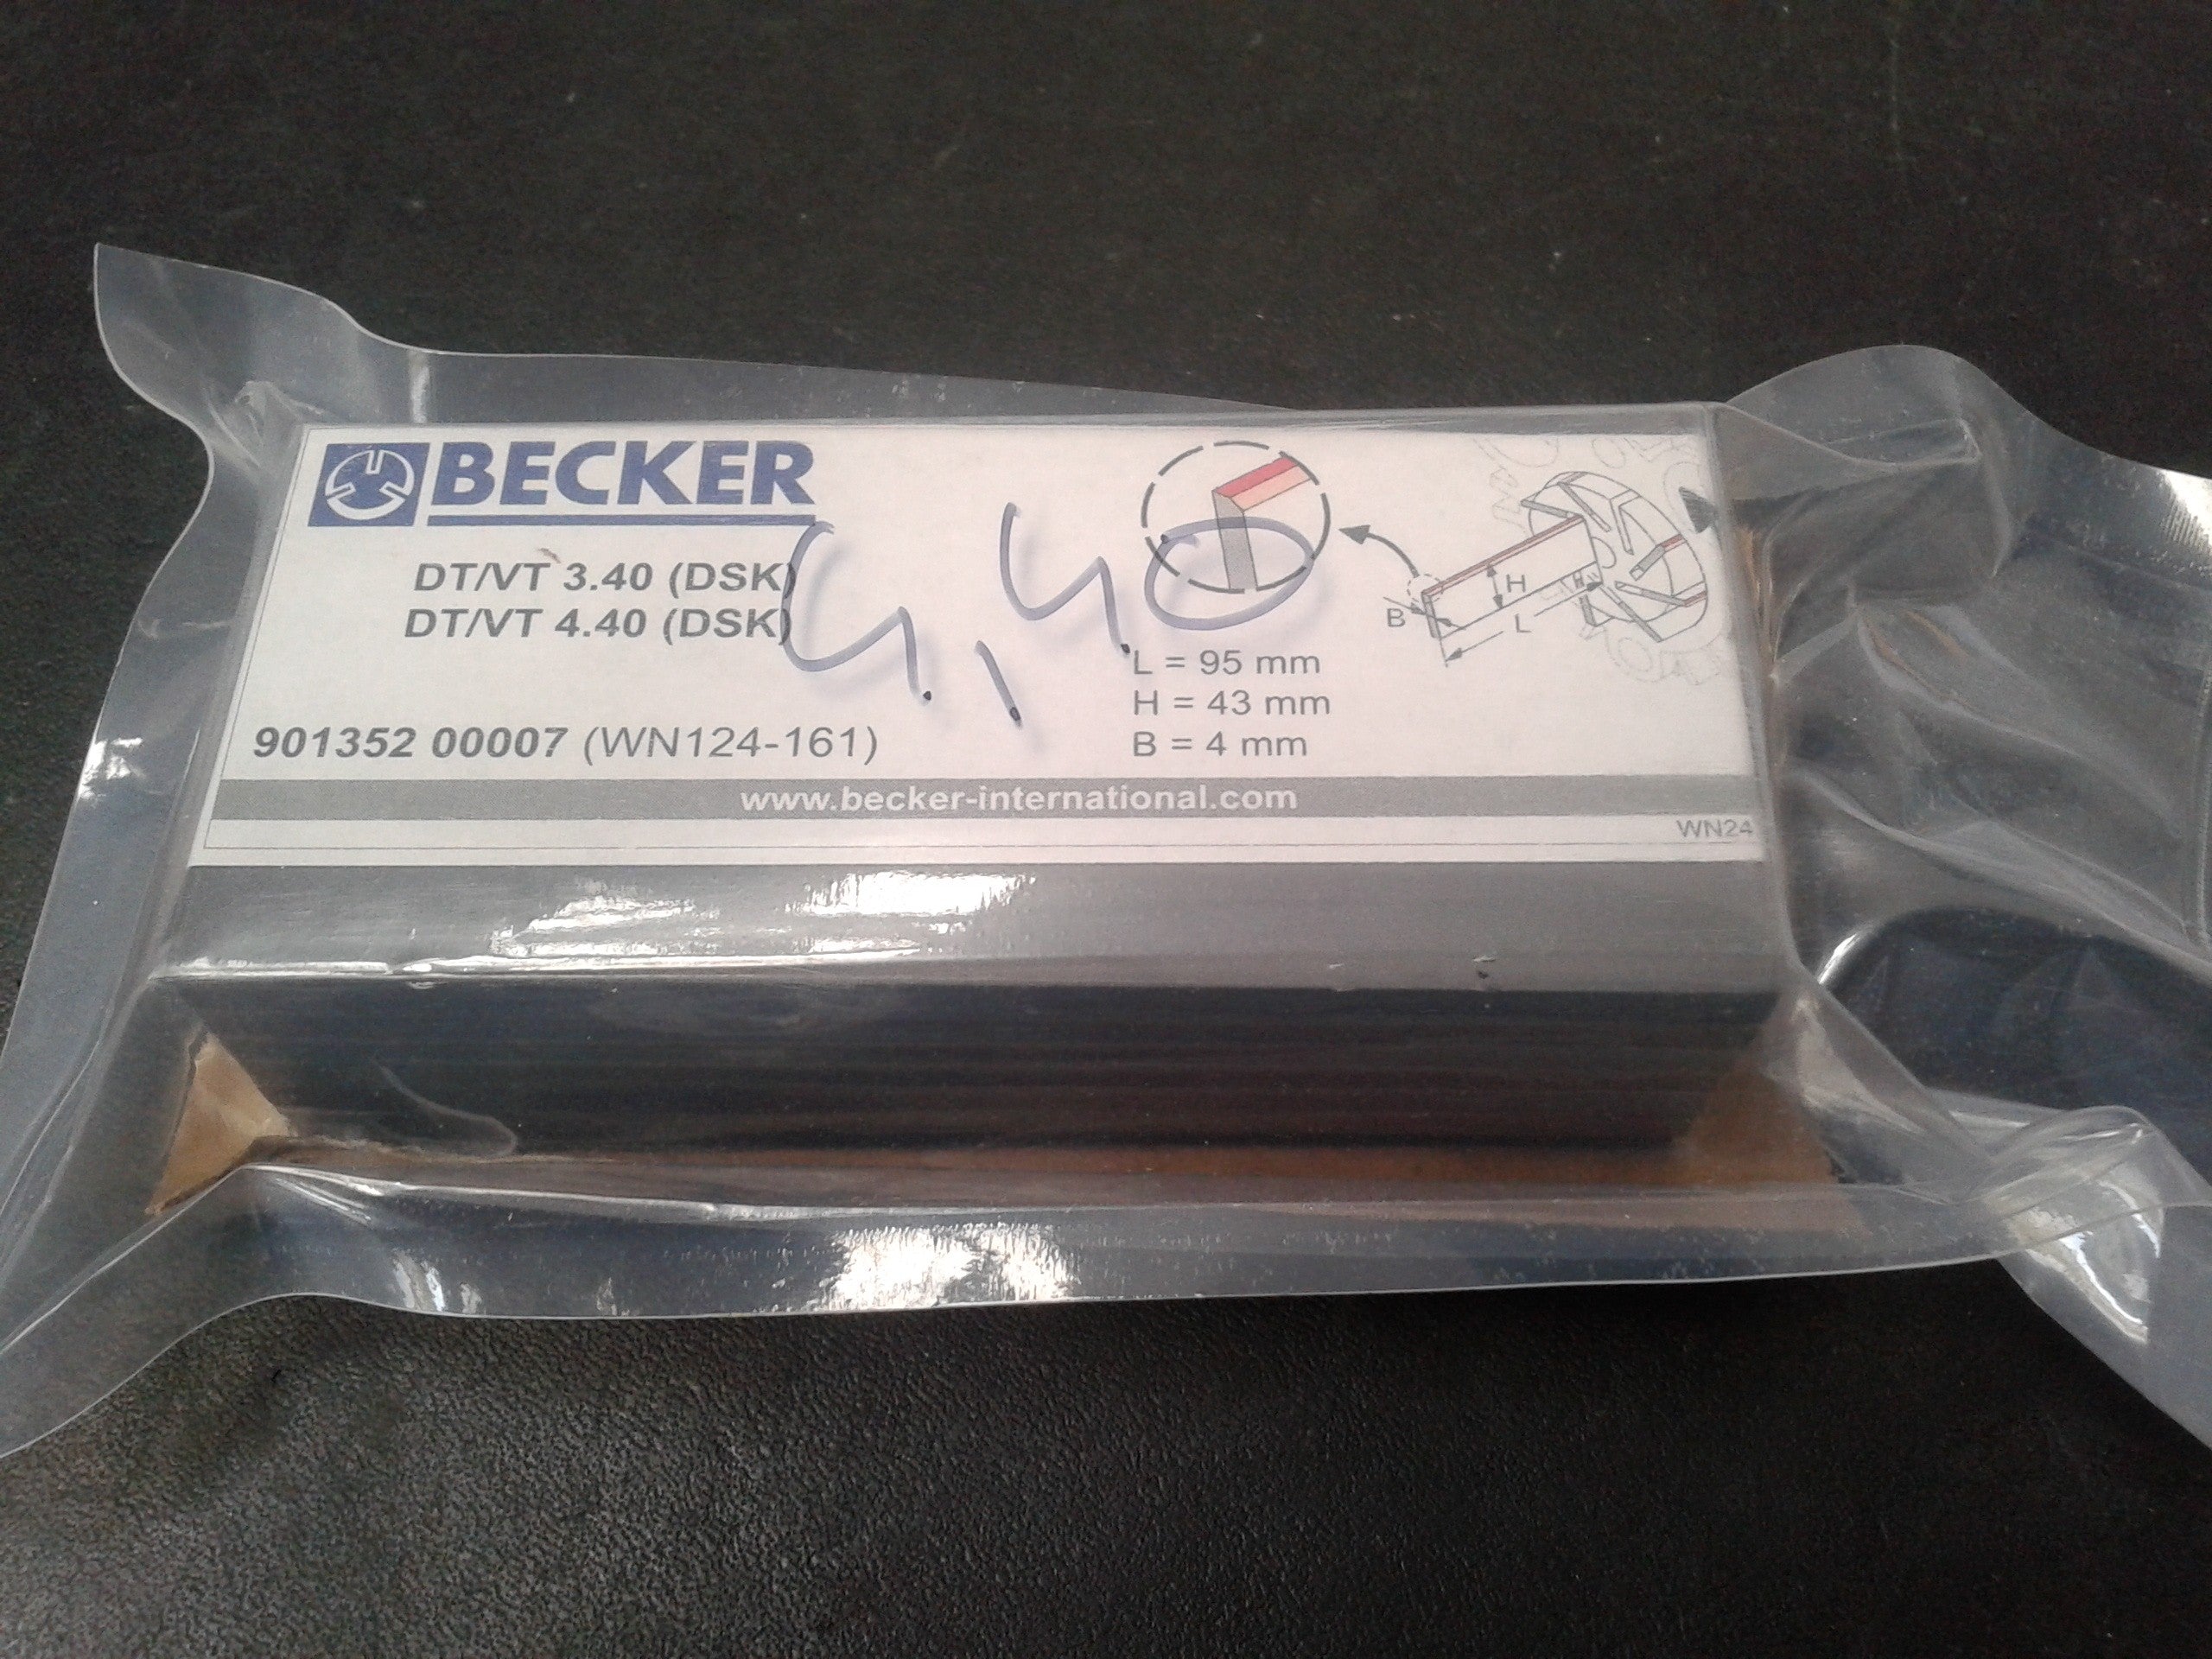 BECKER
DT/VT 3.40 (DSK)
DT/VT 4.40 (DSK)
4,40
B
H
L
L = 95 mm
H = 43 mm
B = 4 mm
901352 00007 (WN124-161)
www.becker-international.com
WN24